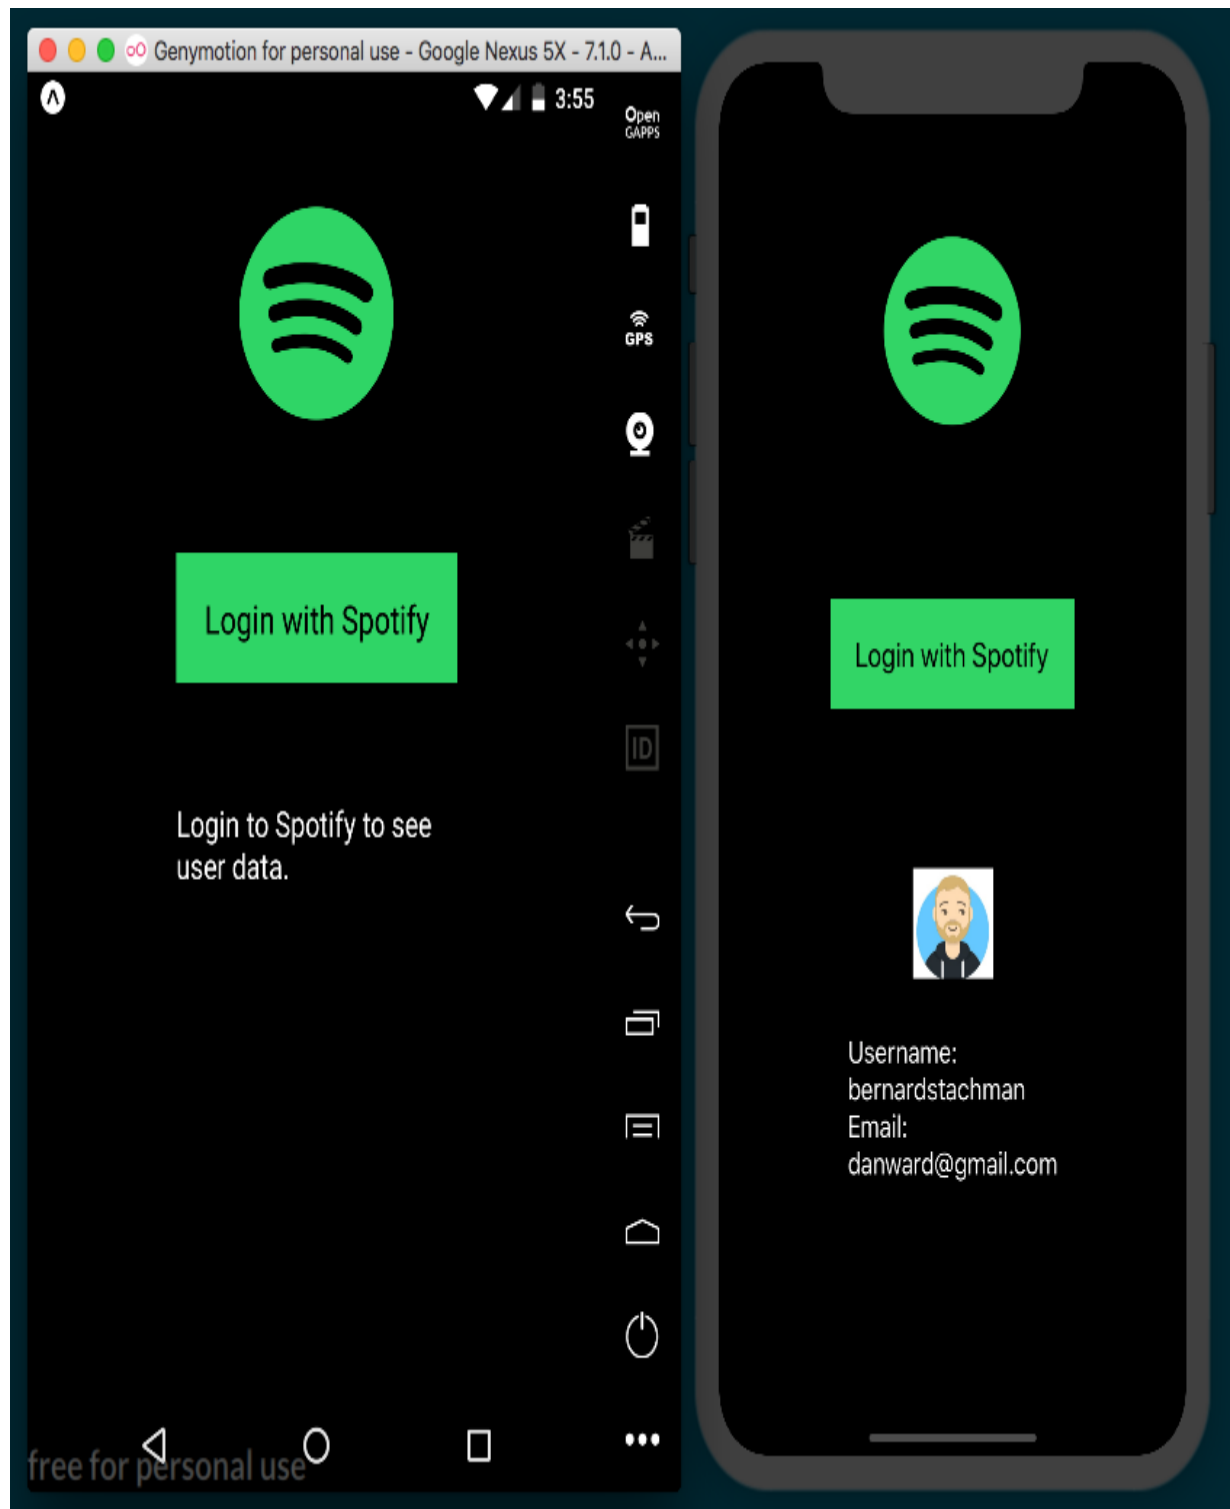 Genymotion for personal use - Google Nexus 5X - 7.1.0 - A...
3:55
Open
GAPPS
GPS
Login with Spotify
ID
Login to Spotify to see
user data.
free for personal use
Login with Spotify
Username:
bernardstachman
Email:
danward@gmail.com